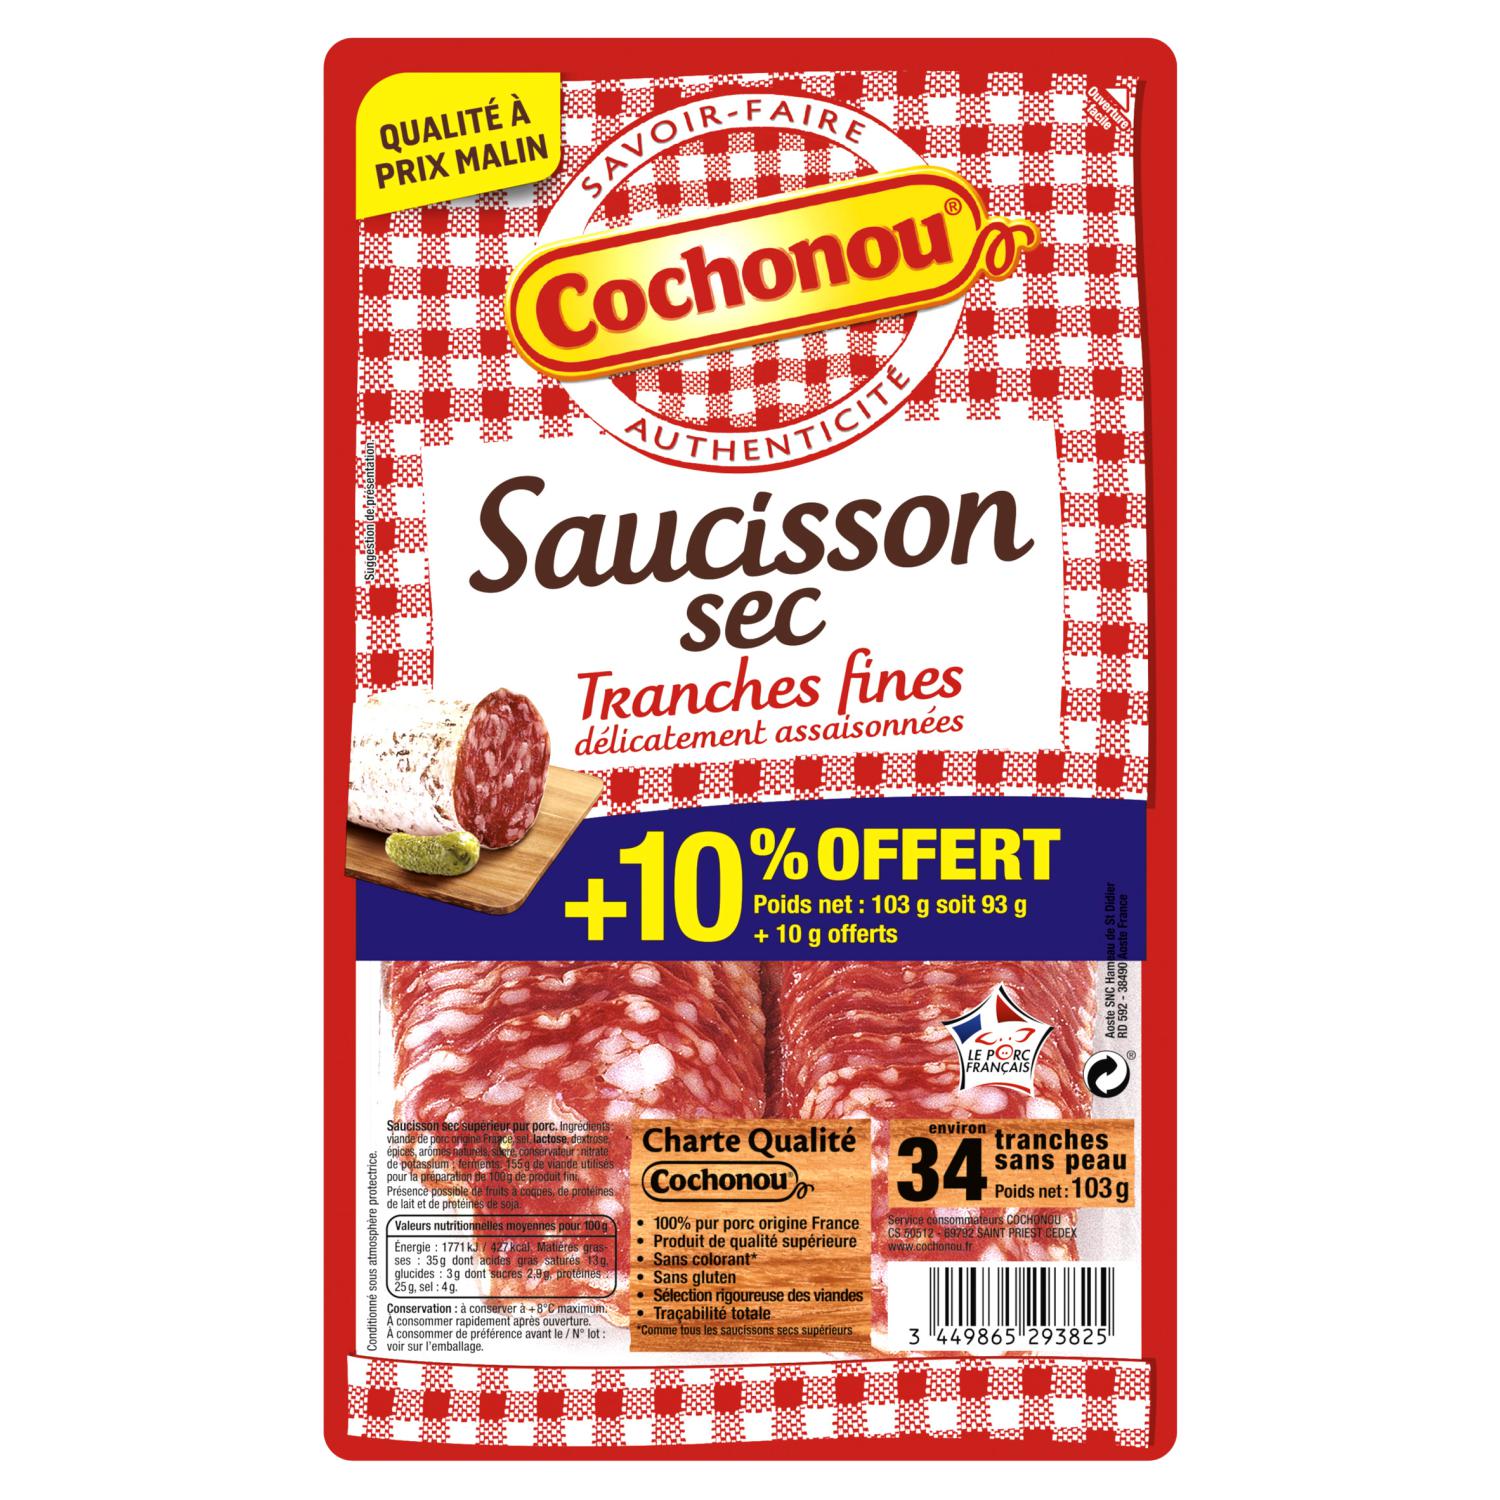 QUALITÉ À
PRIX MALIN
Ouverture
facile
SAVOIR-FAIRE
Cochonou®
AUTHENTICITÉ
Suggestion de présentation
Saucisson
sec
Tranches fines
délicatement assaisonnées
+10% OFFERT
Poids net : 103 g soit 93 g
+ 10 g offerts
Aoste SNC Hameau de St Didier
RD 592 - 38490 Aoste France
LE PORC
FRANÇAIS
®
Saucisson sec supérieur pur porc. Ingrédients :
viande de porc origine France, sel, lactose, dextrose,
épices, arômes naturels, sucre, conservateur : nitrate
de potassium ; ferments. 155 g de viande utilisés
pour la préparation de 100 g de produit fini.
Présence possible de fruits à coques, de protéines
de lait et de protéines de soja.
Valeurs nutritionnelles moyennes pour 100 g
Énergie : 1771 kJ / 427 kcal, Matières gras-
ses : 35 g dont acides gras saturés 13 g,
glucides : 3 g dont sucres 2,9 g, protéines :
25 g, sel : 4 g.
Conservation : à conserver à +8°C maximum.
À consommer rapidement après ouverture.
À consommer de préférence avant le / N° lot :
voir sur l'emballage.
Conditionné sous atmosphère protectrice.
Charte Qualité
Cochonou®
• 100% pur porc origine France
• Produit de qualité supérieure
• Sans colorant*
• Sans gluten
• Sélection rigoureuse des viandes
• Traçabilité totale
*Comme tous les saucissons secs supérieurs
environ
34 tranches
sans peau
Poids net : 103 g
Service consommateurs COCHONOU
CS 50512 - 69792 SAINT PRIEST CEDEX
www.cochonou.fr
3 449865 293825